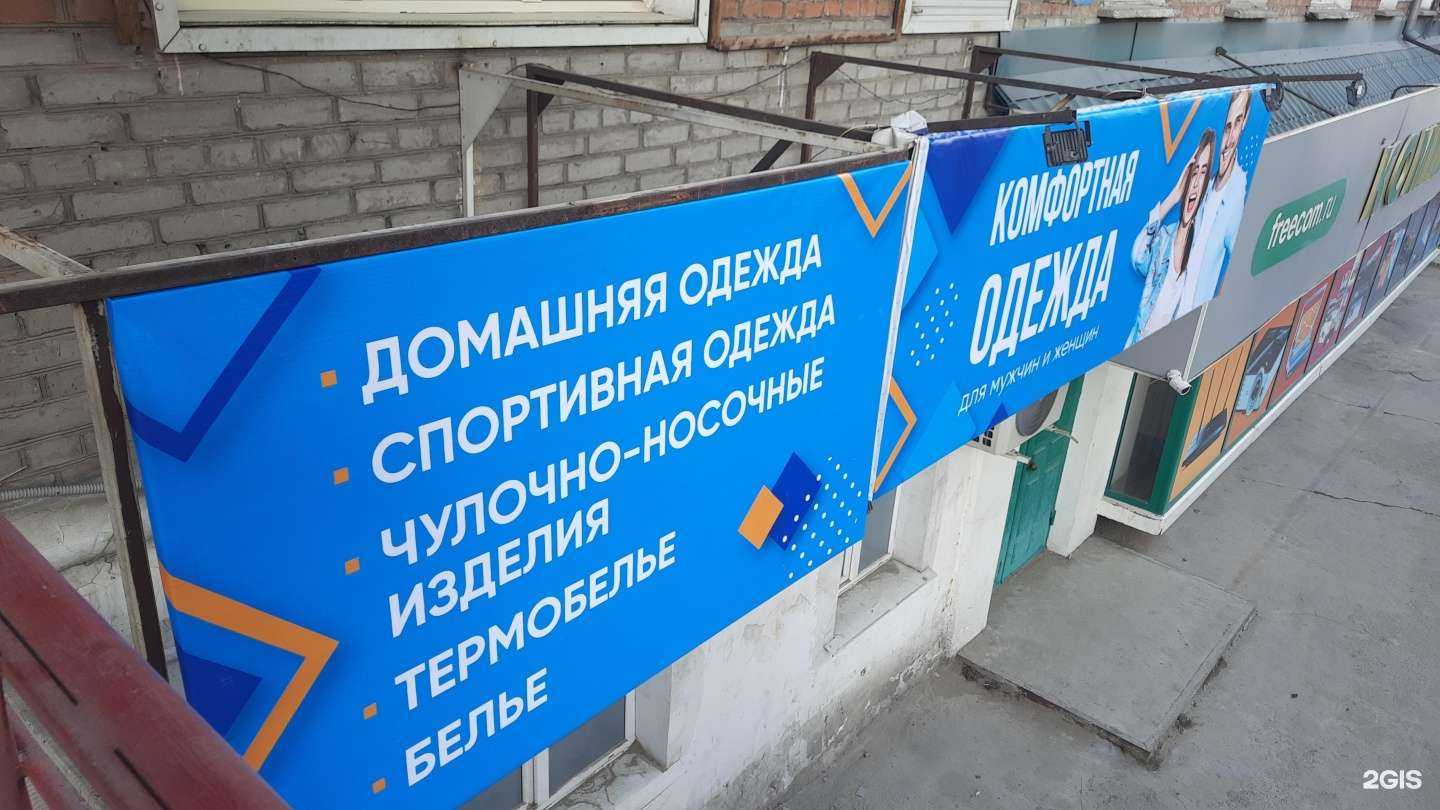 ДОМАШНЯЯ ОДЕЖДА
СПОРТИВНАЯ ОДЕЖДА
ЧУЛОЧНО-НОСОЧНЫЕ
ИЗДЕЛИЯ
ТЕРМОБЕЛЬЕ
БЕЛЬЕ
КОМФОРТНАЯ
ОДЕЖДА
для мужчин и женщин
freecom.ru
2GIS